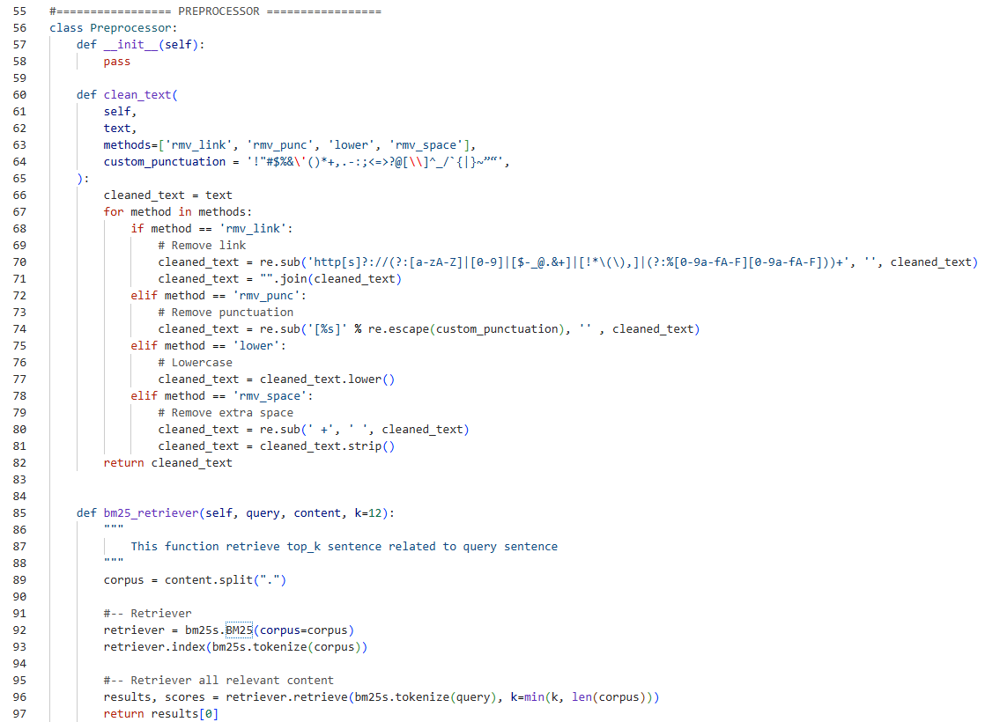 55 #================= PREPROCESSOR =================
56 class Preprocessor:
57     def __init__(self):
58         pass
59
60     def clean_text(
61         self,
62         text,
63         methods=['rmv_link', 'rmv_punc', 'lower', 'rmv_space'],
64         custom_punctuation = '!"#$%&\'()*+,.-:;<=>?@[\\]^_/`{|}~”“',
65     ):
66         cleaned_text = text
67         for method in methods:
68             if method == 'rmv_link':
69                 # Remove link
70                 cleaned_text = re.sub('http[s]?://(?:[a-zA-Z]|[0-9]|[$-_@.&+]|[!*\(\),]|(?:%[0-9a-fA-F][0-9a-fA-F]))+', '', cleaned_text)
71                 cleaned_text = "".join(cleaned_text)
72             elif method == 'rmv_punc':
73                 # Remove punctuation
74                 cleaned_text = re.sub('[%s]' % re.escape(custom_punctuation), '' , cleaned_text)
75             elif method == 'lower':
76                 # Lowercase
77                 cleaned_text = cleaned_text.lower()
78             elif method == 'rmv_space':
79                 # Remove extra space
80                 cleaned_text = re.sub(' +', ' ', cleaned_text)
81                 cleaned_text = cleaned_text.strip()
82         return cleaned_text
83
84
85     def bm25_retriever(self, query, content, k=12):
86         """
87             This function retrieve top_k sentence related to query sentence
88         """
89         corpus = content.split(".")
90
91         #-- Retriever
92         retriever = bm25s.BM25(corpus=corpus)
93         retriever.index(bm25s.tokenize(corpus))
94
95         #-- Retriever all relevant content
96         results, scores = retriever.retrieve(bm25s.tokenize(query), k=min(k, len(corpus)))
97         return results[0]